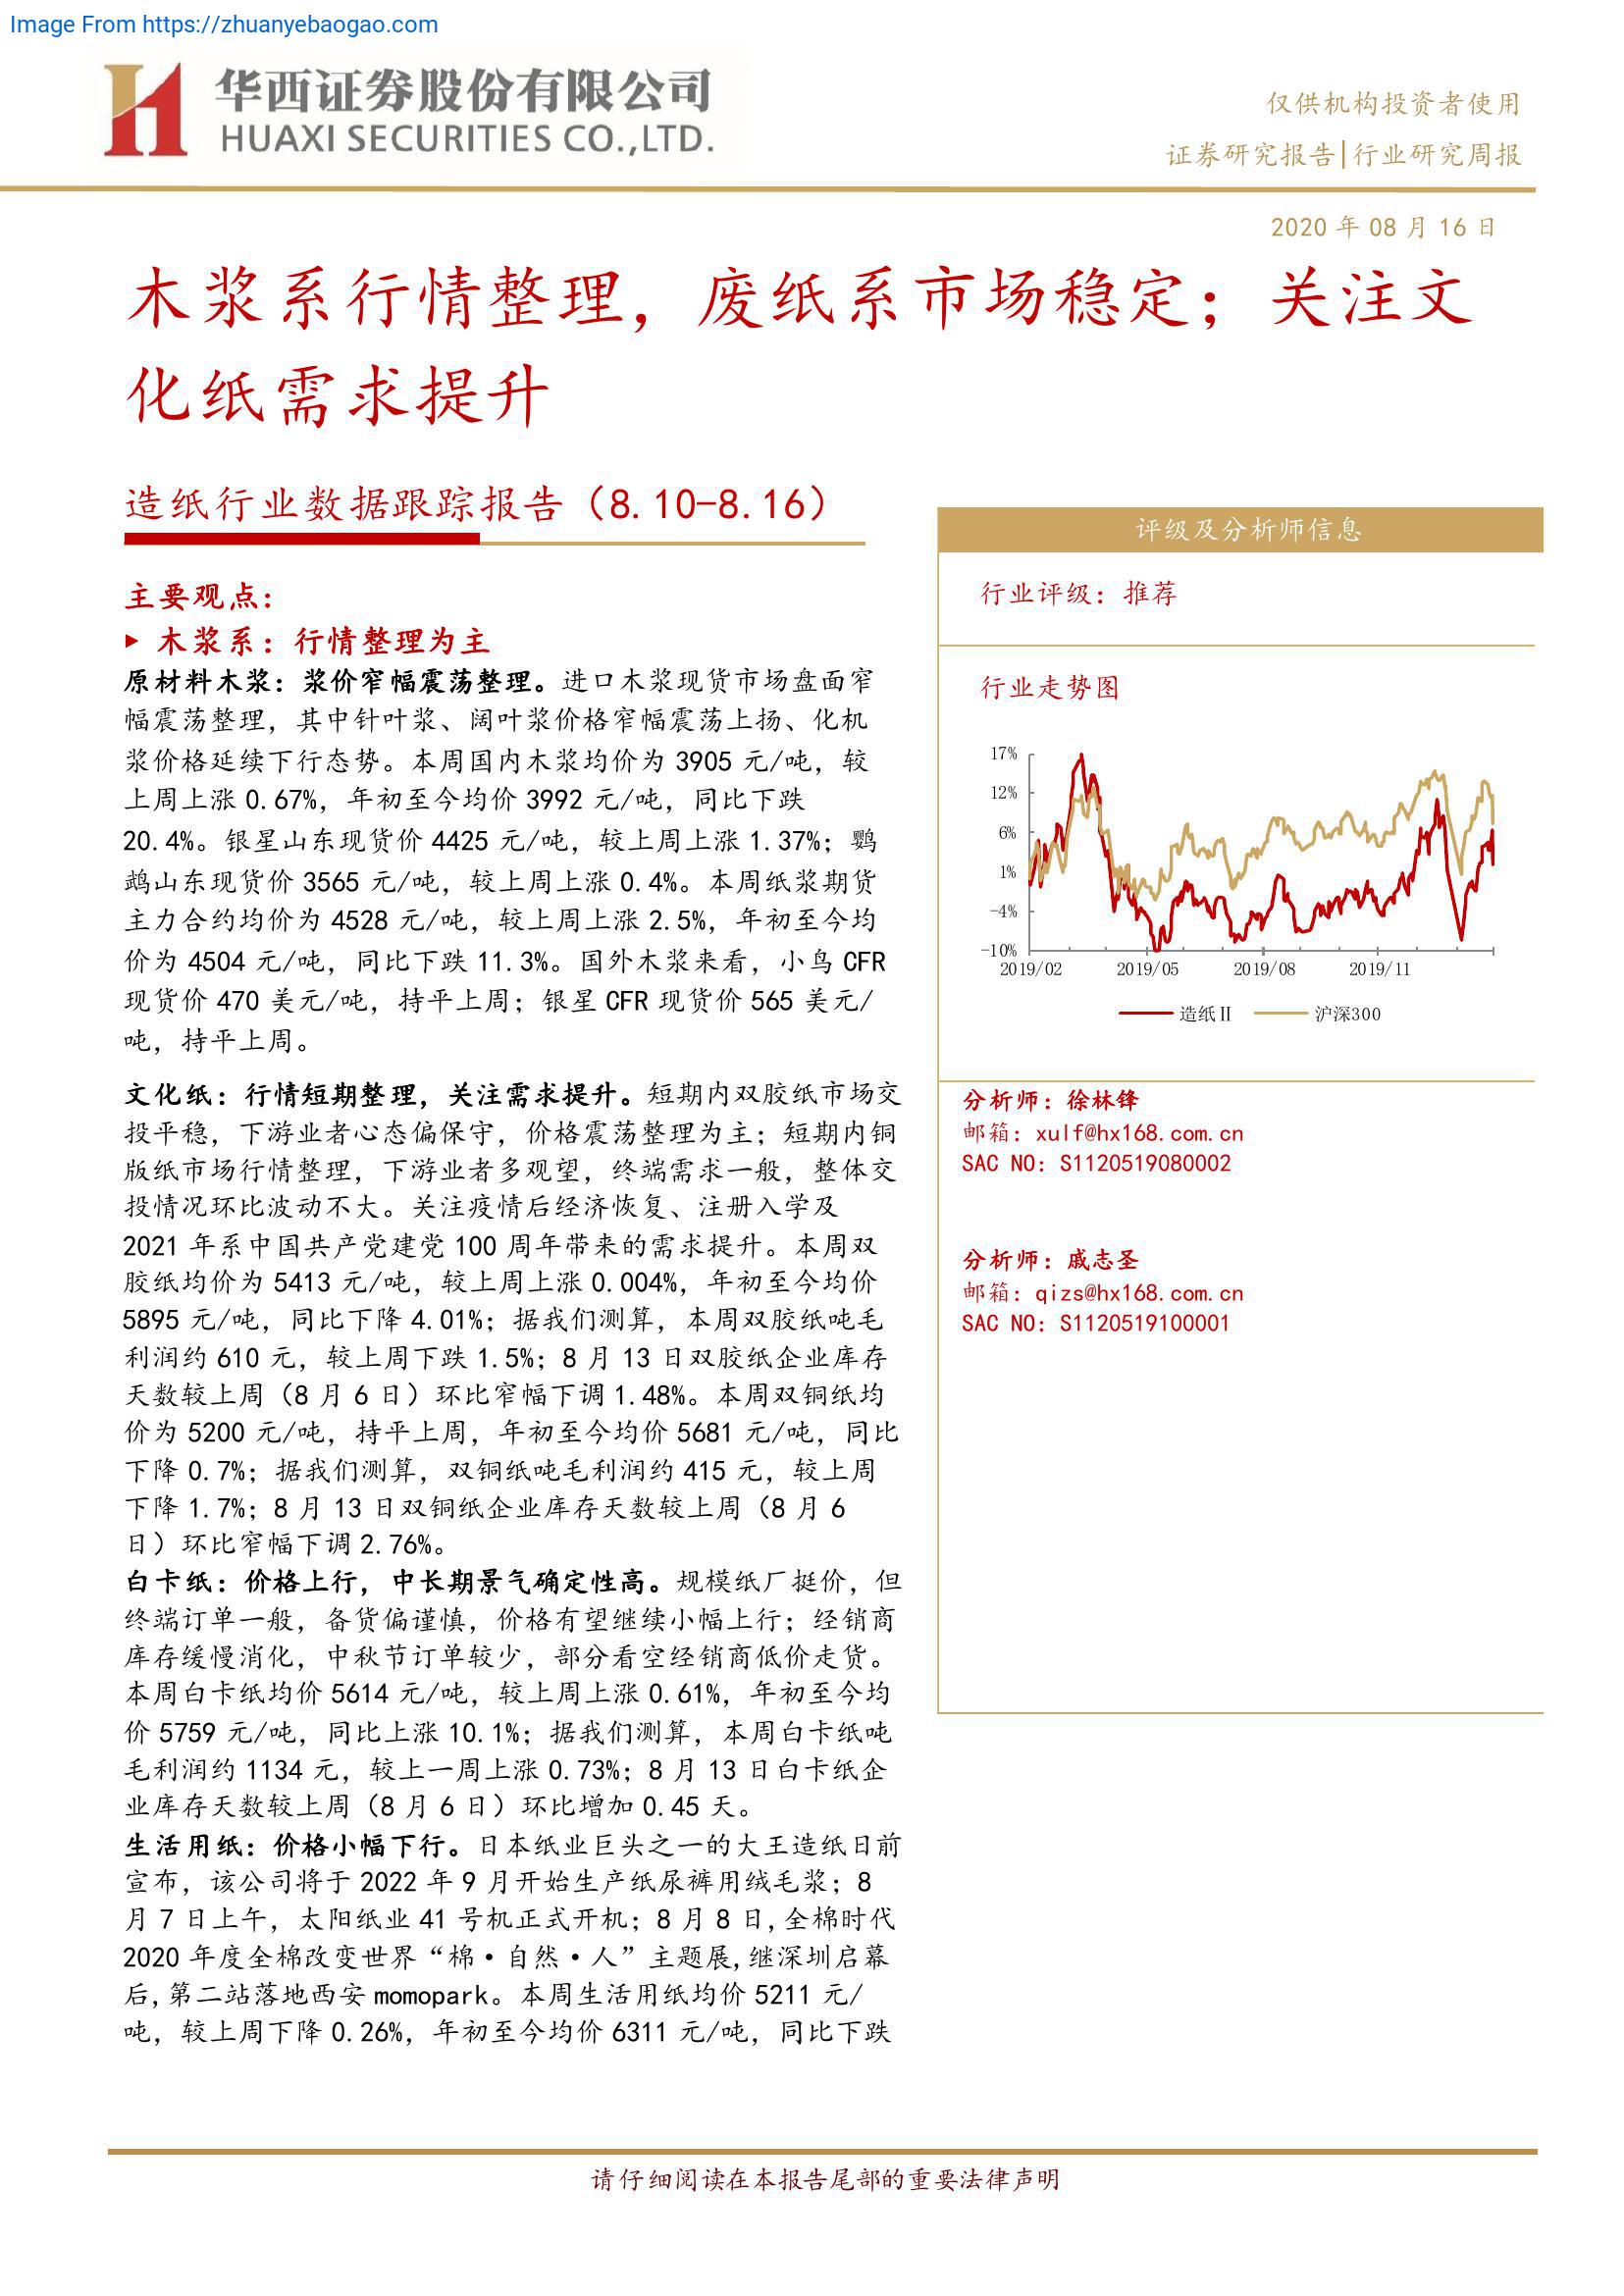 Image From https://zhuanyebaogao.com
华西证券股份有限公司
HUAXI SECURITIES CO.,LTD.
仅供机构投资者使用
证券研究报告|行业研究周报
2020 年 08 月 16 日
木浆系行情整理，废纸系市场稳定；关注文
化纸需求提升
造纸行业数据跟踪报告（8.10-8.16）
主要观点：
► 木浆系：行情整理为主
原材料木浆：浆价窄幅震荡整理。进口木浆现货市场盘面窄
幅震荡整理，其中针叶浆、阔叶浆价格窄幅震荡上扬、化机
浆价格延续下行态势。本周国内木浆均价为 3905 元/吨，较
上周上涨 0.67%，年初至今均价 3992 元/吨，同比下跌
20.4%。银星山东现货价 4425 元/吨，较上周上涨 1.37%；鹦
鹉山东现货价 3565 元/吨，较上周上涨 0.4%。本周纸浆期货
主力合约均价为 4528 元/吨，较上周上涨 2.5%，年初至今均
价为 4504 元/吨，同比下跌 11.3%。国外木浆来看，小鸟 CFR
现货价 470 美元/吨，持平上周；银星 CFR 现货价 565 美元/
吨，持平上周。
文化纸：行情短期整理，关注需求提升。短期内双胶纸市场交
投平稳，下游业者心态偏保守，价格震荡整理为主；短期内铜
版纸市场行情整理，下游业者多观望，终端需求一般，整体交
投情况环比波动不大。关注疫情后经济恢复、注册入学及
2021 年系中国共产党建党 100 周年带来的需求提升。本周双
胶纸均价为 5413 元/吨，较上周上涨 0.004%，年初至今均价
5895 元/吨，同比下降 4.01%；据我们测算，本周双胶纸吨毛
利润约 610 元，较上周下跌 1.5%；8 月 13 日双胶纸企业库存
天数较上周（8 月 6 日）环比窄幅下调 1.48%。本周双铜纸均
价为 5200 元/吨，持平上周，年初至今均价 5681 元/吨，同比
下降 0.7%；据我们测算，双铜纸吨毛利润约 415 元，较上周
下降 1.7%；8 月 13 日双铜纸企业库存天数较上周（8 月 6
日）环比窄幅下调 2.76%。
白卡纸：价格上行，中长期景气确定性高。规模纸厂挺价，但
终端订单一般，备货偏谨慎，价格有望继续小幅上行；经销商
库存缓慢消化，中秋节订单较少，部分看空经销商低价走货。
本周白卡纸均价 5614 元/吨，较上周上涨 0.61%，年初至今均
价 5759 元/吨，同比上涨 10.1%；据我们测算，本周白卡纸吨
毛利润约 1134 元，较上一周上涨 0.73%；8 月 13 日白卡纸企
业库存天数较上周（8 月 6 日）环比增加 0.45 天。
生活用纸：价格小幅下行。日本纸业巨头之一的大王造纸日前
宣布，该公司将于 2022 年 9 月开始生产纸尿裤用绒毛浆；8
月 7 日上午，太阳纸业 41 号机正式开机；8 月 8 日,全棉时代
2020 年度全棉改变世界“棉·自然·人”主题展,继深圳启幕
后,第二站落地西安 momopark。本周生活用纸均价 5211 元/
吨，较上周下降 0.26%，年初至今均价 6311 元/吨，同比下跌
评级及分析师信息
行业评级：推荐
行业走势图
17%
12%
6%
1%
-4%
-10%
2019/02 2019/05 2019/08 2019/11
造纸Ⅱ 沪深300
分析师：徐林锋
邮箱：xulf@hx168.com.cn
SAC NO：S1120519080002
分析师：戚志圣
邮箱：qizs@hx168.com.cn
SAC NO：S1120519100001
请仔细阅读在本报告尾部的重要法律声明